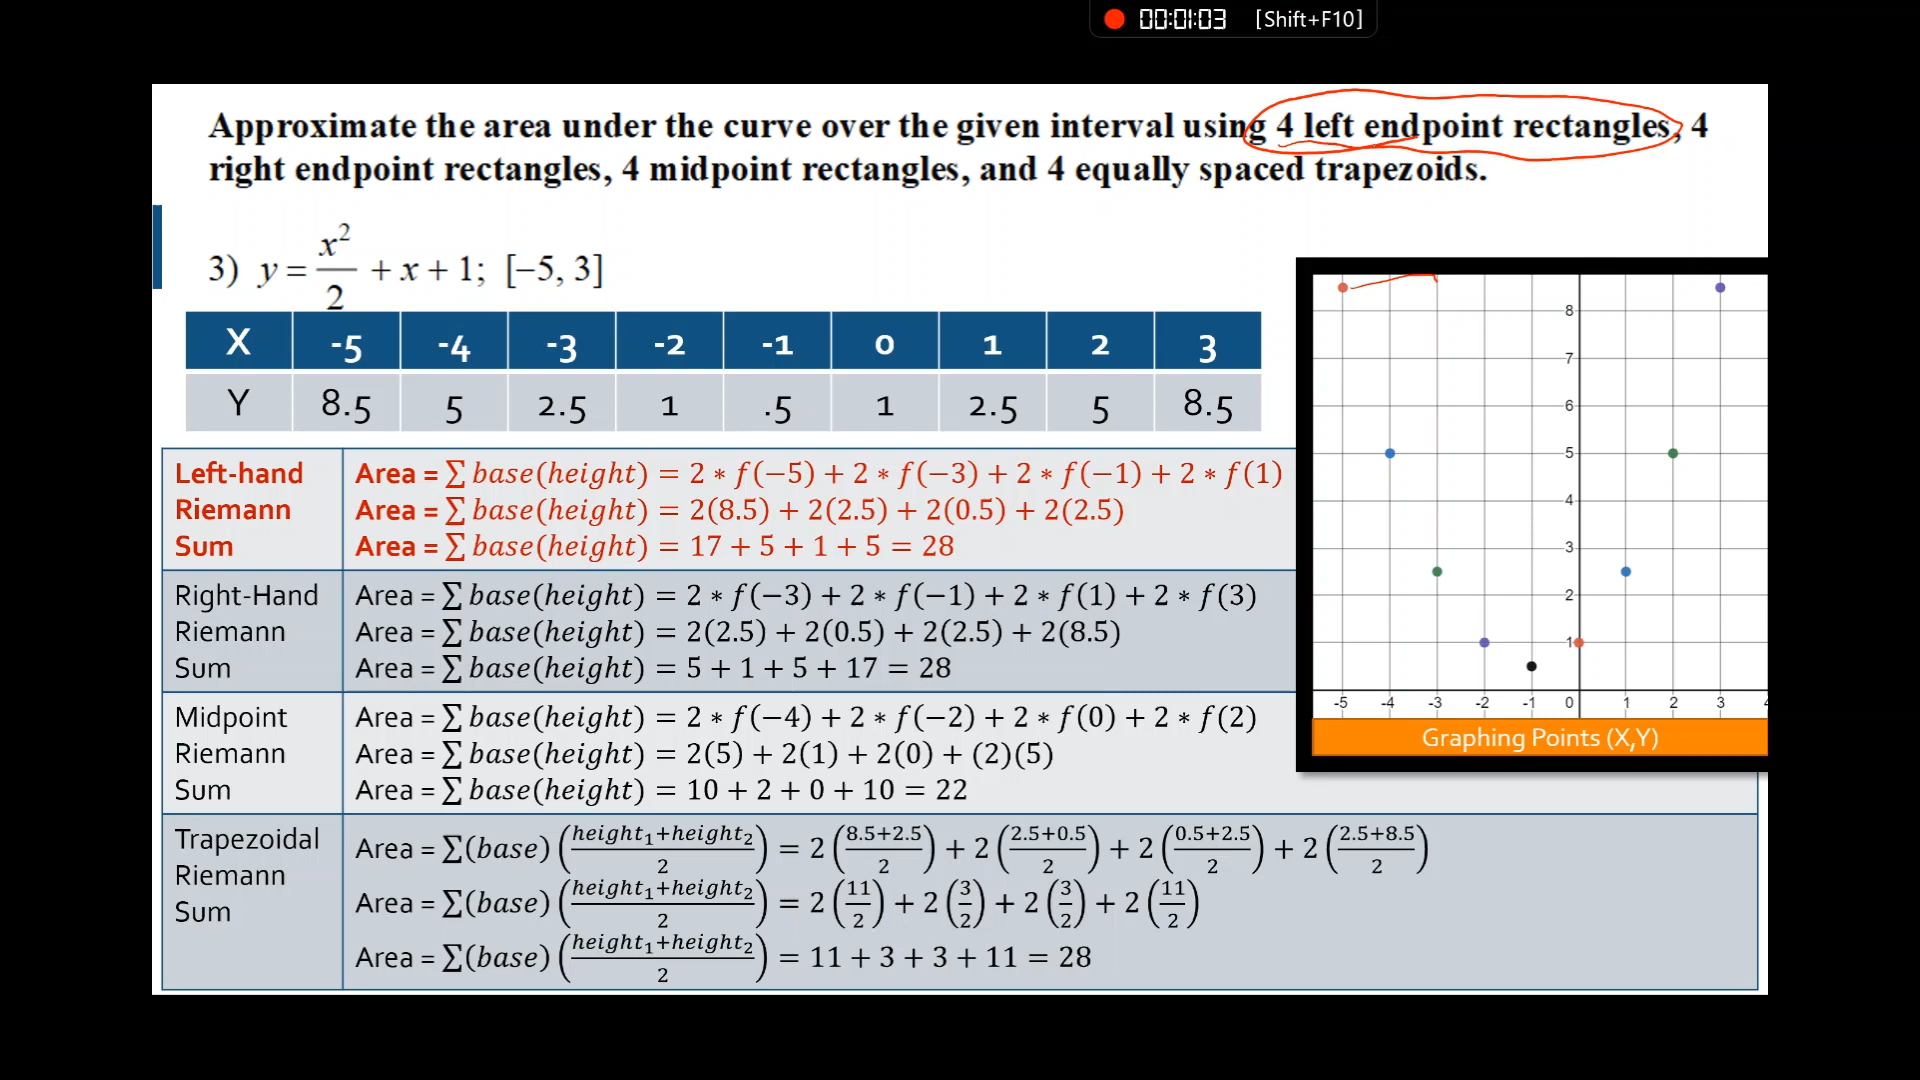 00:01:03 [Shift+F10]
Approximate the area under the curve over the given interval using 4 left endpoint rectangles, 4
right endpoint rectangles, 4 midpoint rectangles, and 4 equally spaced trapezoids.
3) y = x²/2 + x + 1; [−5, 3]
X -5 -4 -3 -2 -1 0 1 2 3
Y 8.5 5 2.5 1 .5 1 2.5 5 8.5
Left-hand Riemann Sum
Area = ∑ base(height) = 2 ∗ f(−5) + 2 ∗ f(−3) + 2 ∗ f(−1) + 2 ∗ f(1)
Area = ∑ base(height) = 2(8.5) + 2(2.5) + 2(0.5) + 2(2.5)
Area = ∑ base(height) = 17 + 5 + 1 + 5 = 28
Right-Hand Riemann Sum
Area = ∑ base(height) = 2 ∗ f(−3) + 2 ∗ f(−1) + 2 ∗ f(1) + 2 ∗ f(3)
Area = ∑ base(height) = 2(2.5) + 2(0.5) + 2(2.5) + 2(8.5)
Area = ∑ base(height) = 5 + 1 + 5 + 17 = 28
Midpoint Riemann Sum
Area = ∑ base(height) = 2 ∗ f(−4) + 2 ∗ f(−2) + 2 ∗ f(0) + 2 ∗ f(2)
Area = ∑ base(height) = 2(5) + 2(1) + 2(0) + (2)(5)
Area = ∑ base(height) = 10 + 2 + 0 + 10 = 22
Trapezoidal Riemann Sum
Area = ∑(base)((height₁+height₂)/2) = 2((8.5+2.5)/2) + 2((2.5+0.5)/2) + 2((0.5+2.5)/2) + 2((2.5+8.5)/2)
Area = ∑(base)((height₁+height₂)/2) = 2(11/2) + 2(3/2) + 2(3/2) + 2(11/2)
Area = ∑(base)((height₁+height₂)/2) = 11 + 3 + 3 + 11 = 28
8
7
6
5
4
3
2
1
-5 -4 -3 -2 -1 0 1 2 3 4
Graphing Points (X,Y)